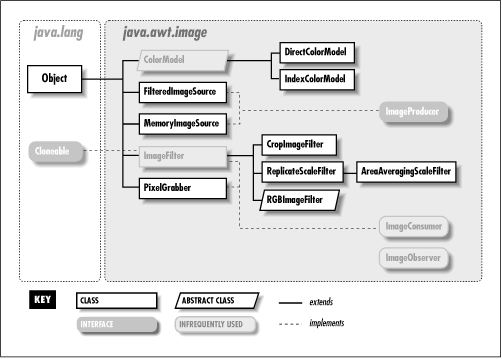 java.lang
java.awt.image
Object
Cloneable
ColorModel
DirectColorModel
IndexColorModel
FilteredImageSource
MemoryImageSource
ImageProducer
ImageFilter
CropImageFilter
ReplicateScaleFilter
AreaAveragingScaleFilter
RGBImageFilter
PixelGrabber
ImageConsumer
ImageObserver
KEY
CLASS
ABSTRACT CLASS
extends
INTERFACE
INFREQUENTLY USED
implements